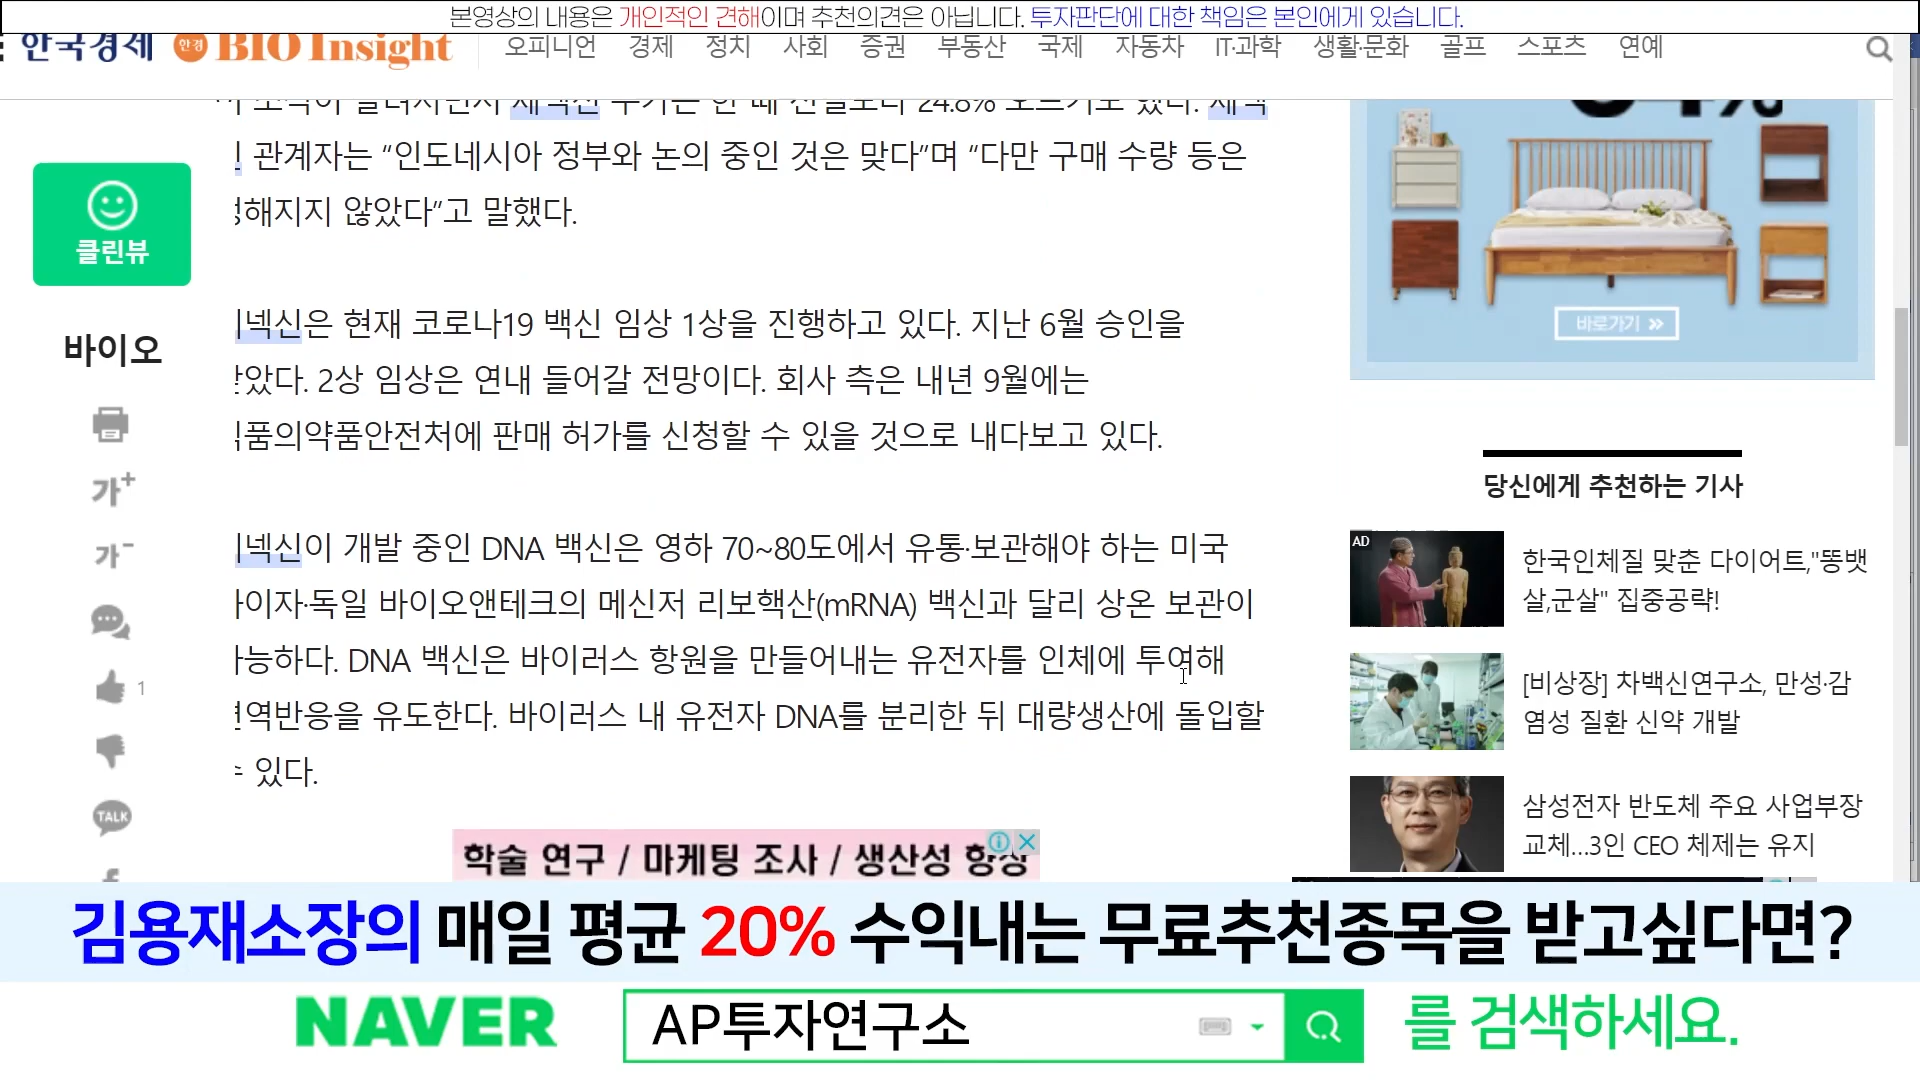 본영상의 내용은 개인적인 견해이며 추천의견은 아닙니다. 투자판단에 대한 책임은 본인에게 있습니다.
한국경제 한경 BIO Insight 오피니언 경제 정치 사회 증권 부동산 국제 자동차 IT·과학 생활·문화 골프 스포츠 연예
24.8%
관계자는 “인도네시아 정부와 논의 중인 것은 맞다”며 “다만 구매 수량 등은
해지지 않았다”고 말했다.
클린뷰
넥신은 현재 코로나19 백신 임상 1상을 진행하고 있다. 지난 6월 승인을
았다. 2상 임상은 연내 들어갈 전망이다. 회사 측은 내년 9월에는
품의약품안전처에 판매 허가를 신청할 수 있을 것으로 내다보고 있다.
바이오
가+
가-
넥신이 개발 중인 DNA 백신은 영하 70~80도에서 유통·보관해야 하는 미국
이자·독일 바이오앤테크의 메신저 리보핵산(mRNA) 백신과 달리 상온 보관이
능하다. DNA 백신은 바이러스 항원을 만들어내는 유전자를 인체에 투여해
역반응을 유도한다. 바이러스 내 유전자 DNA를 분리한 뒤 대량생산에 돌입할
있다.
1
TALK
바로가기 »
당신에게 추천하는 기사
AD
한국인체질 맞춘 다이어트,"똥뱃
살,군살" 집중공략!
[비상장] 차백신연구소, 만성·감
염성 질환 신약 개발
삼성전자 반도체 주요 사업부장
교체...3인 CEO 체제는 유지
학술 연구 / 마케팅 조사 / 생산성 향상
김용재소장의 매일 평균 20% 수익내는 무료추천종목을 받고싶다면?
NAVER AP투자연구소 를 검색하세요.